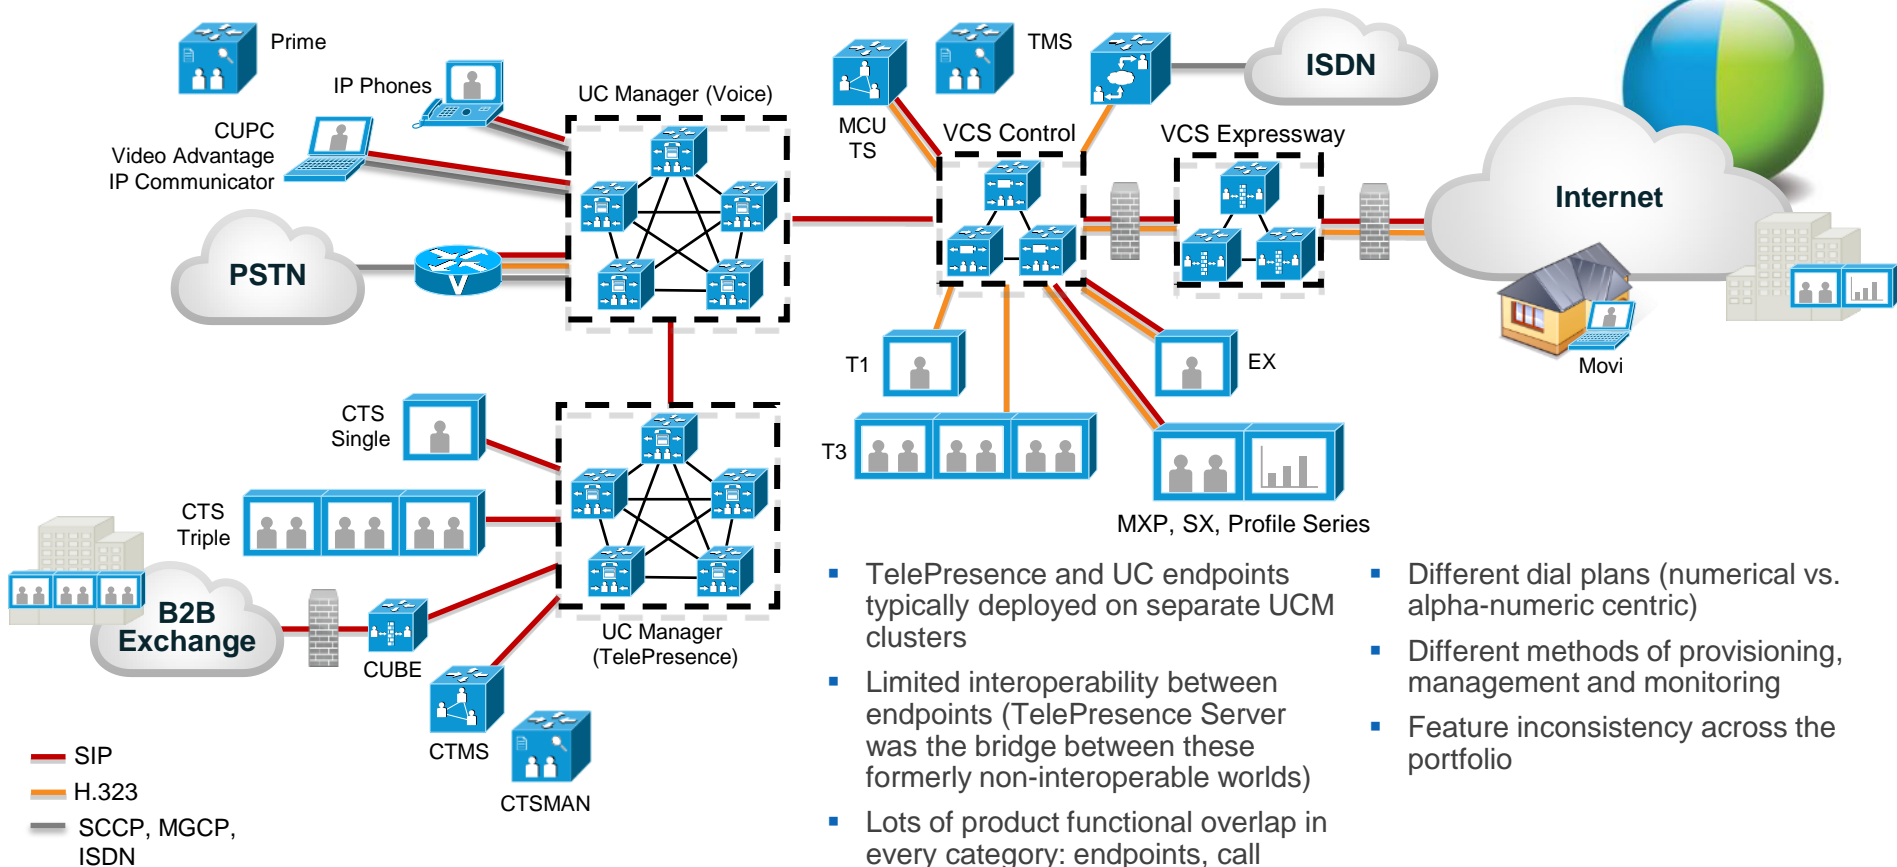 Prime
IP Phones
CUPC
Video Advantage
IP Communicator
UC Manager (Voice)
PSTN
V
MCU
TS
TMS
ISDN
VCS Control
VCS Expressway
Internet
Movi
T1
EX
T3
MXP, SX, Profile Series
CTS
Single
CTS
Triple
B2B
Exchange
CUBE
UC Manager
(TelePresence)
CTMS
CTSMAN
SIP
H.323
SCCP, MGCP,
ISDN
▪ TelePresence and UC endpoints
typically deployed on separate UCM
clusters
▪ Limited interoperability between
endpoints (TelePresence Server
was the bridge between these
formerly non-interoperable worlds)
▪ Lots of product functional overlap in
every category: endpoints, call
▪ Different dial plans (numerical vs.
alpha-numeric centric)
▪ Different methods of provisioning,
management and monitoring
▪ Feature inconsistency across the
portfolio